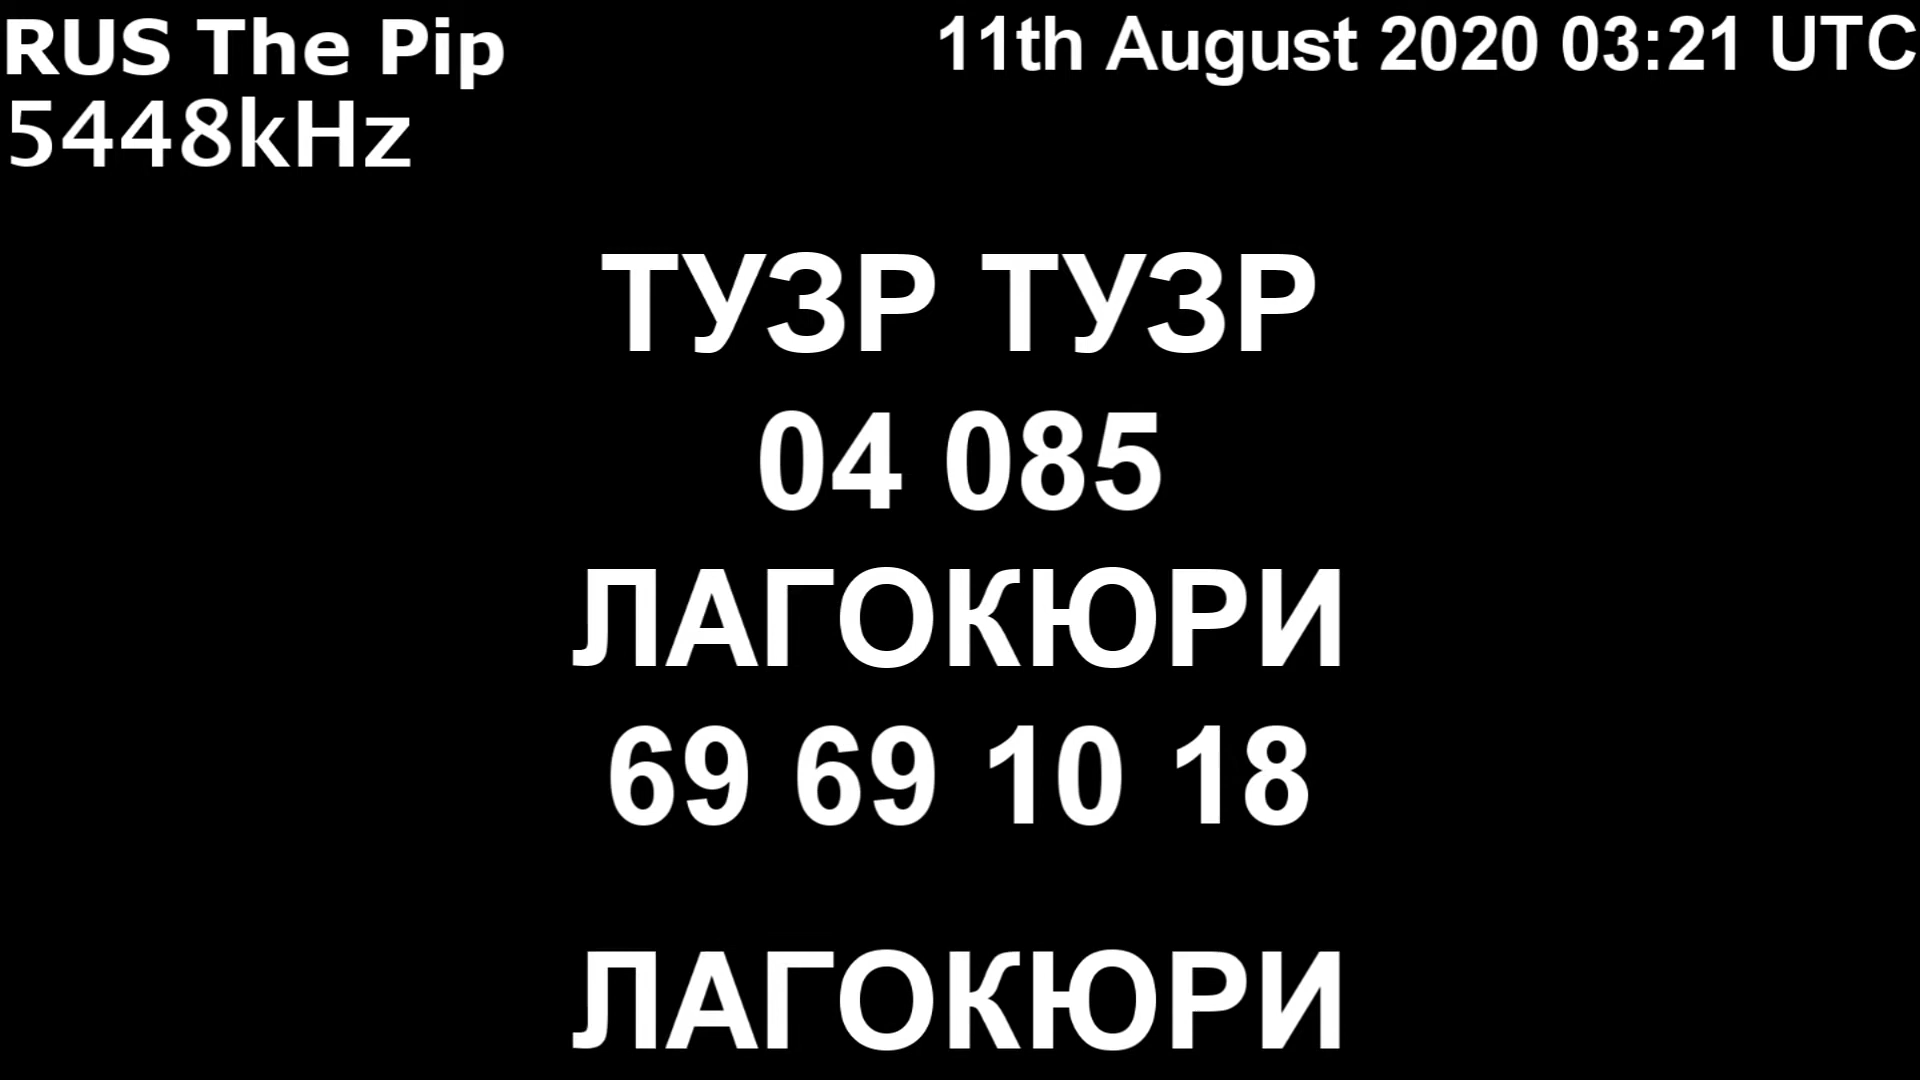 RUS The Pip
11th August 2020 03:21 UTC
5448kHz
ТУЗР ТУЗР
04 085
ЛАГОКЮРИ
69 69 10 18
ЛАГОКЮРИ